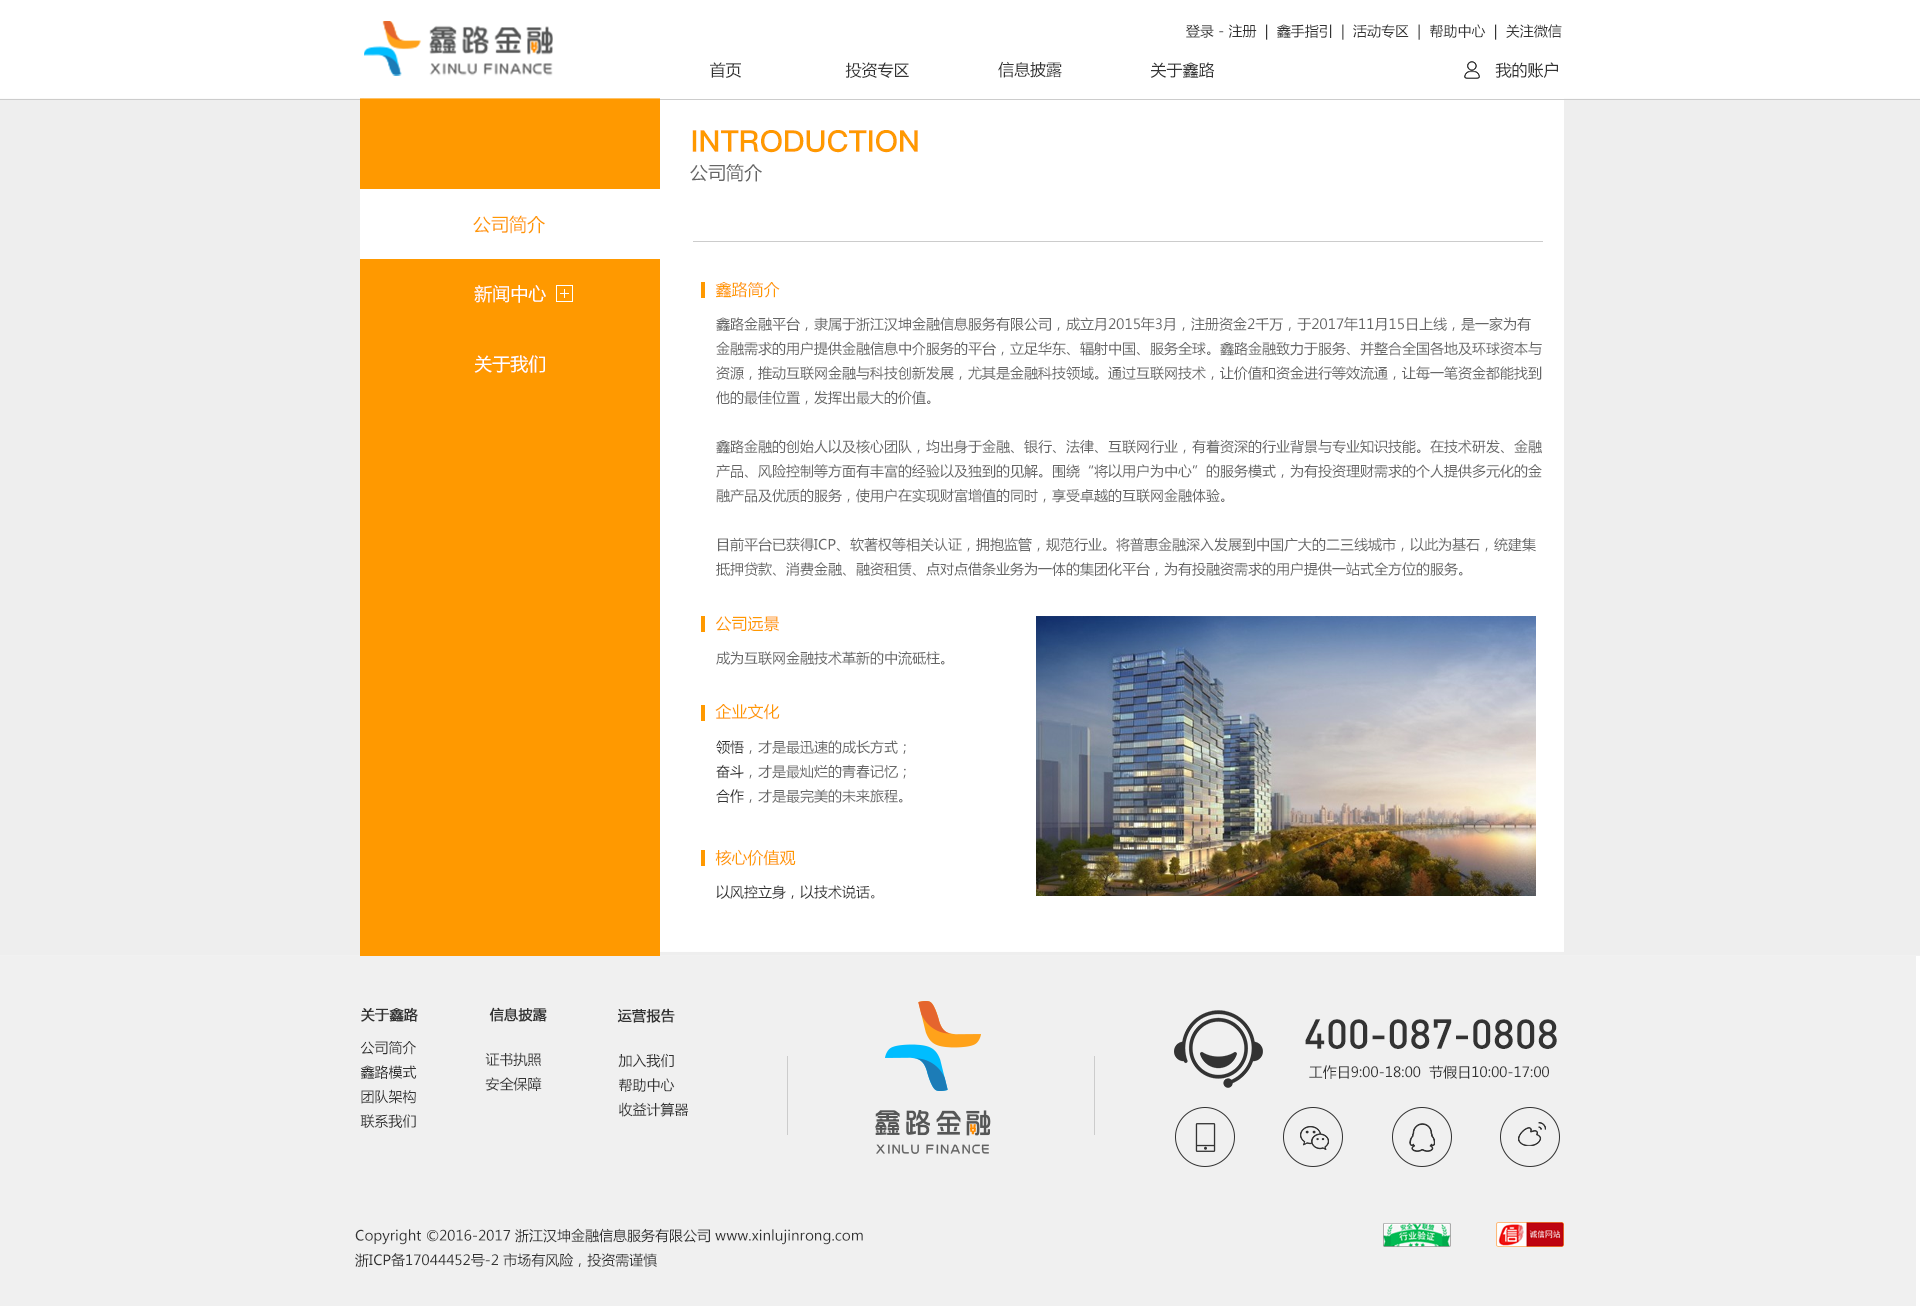 鑫路金融
XINLU FINANCE
登录 - 注册 | 鑫手指引 | 活动专区 | 帮助中心 | 关注微信
首页 投资专区 信息披露 关于鑫路 我的账户
INTRODUCTION
公司简介
公司简介
新闻中心
关于我们
鑫路简介
鑫路金融平台，隶属于浙江汉坤金融信息服务有限公司，成立月2015年3月，注册资金2千万，于2017年11月15日上线，是一家为有
金融需求的用户提供金融信息中介服务的平台，立足华东、辐射中国、服务全球。鑫路金融致力于服务、并整合全国各地及环球资本与
资源，推动互联网金融与科技创新发展，尤其是金融科技领域。通过互联网技术，让价值和资金进行等效流通，让每一笔资金都能找到
他的最佳位置，发挥出最大的价值。
鑫路金融的创始人以及核心团队，均出身于金融、银行、法律、互联网行业，有着资深的行业背景与专业知识技能。在技术研发、金融
产品、风险控制等方面有丰富的经验以及独到的见解。围绕“将以用户为中心”的服务模式，为有投资理财需求的个人提供多元化的金
融产品及优质的服务，使用户在实现财富增值的同时，享受卓越的互联网金融体验。
目前平台已获得ICP、软著权等相关认证，拥抱监管，规范行业。将普惠金融深入发展到中国广大的二三线城市，以此为基石，统建集
抵押贷款、消费金融、融资租赁、点对点借条业务为一体的集团化平台，为有投融资需求的用户提供一站式全方位的服务。
公司远景
成为互联网金融技术革新的中流砥柱。
企业文化
领悟，才是最迅速的成长方式；
奋斗，才是最灿烂的青春记忆；
合作，才是最完美的未来旅程。
核心价值观
以风控立身，以技术说话。
关于鑫路
公司简介
鑫路模式
团队架构
联系我们
信息披露
证书执照
安全保障
运营报告
加入我们
帮助中心
收益计算器
鑫路金融
XINLU FINANCE
400-087-0808
工作日9:00-18:00 节假日10:00-17:00
Copyright ©2016-2017 浙江汉坤金融信息服务有限公司 www.xinlujinrong.com
浙ICP备17044452号-2 市场有风险，投资需谨慎
安全联盟
行业验证
信 诚信网站